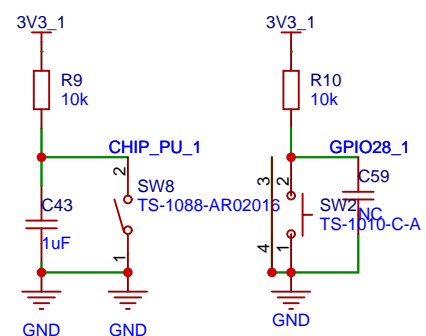 3V3_1
3V3_1
R9
10k
R10
10k
CHIP_PU_1
GPIO28_1
2
3
2
C59
SW8
TS-1088-AR02016
C43
1uF
SW2
NC
TS-1010-C-A
1
4
1
GND
GND
GND